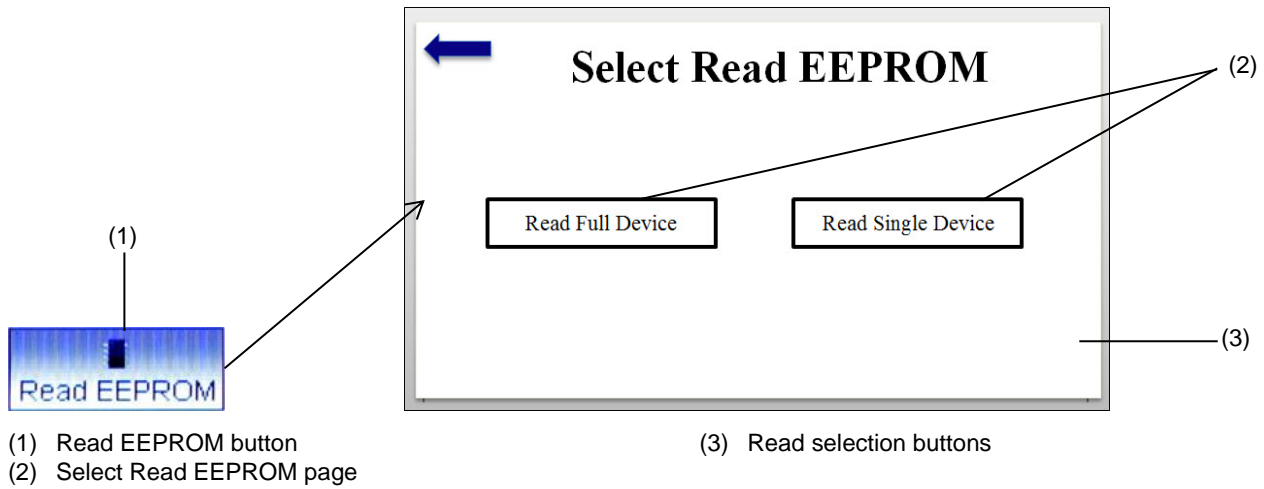 Select Read EEPROM
(2)
Read Full Device
Read Single Device
(1)
(3)
Read EEPROM
(1) Read EEPROM button
(2) Select Read EEPROM page
(3) Read selection buttons